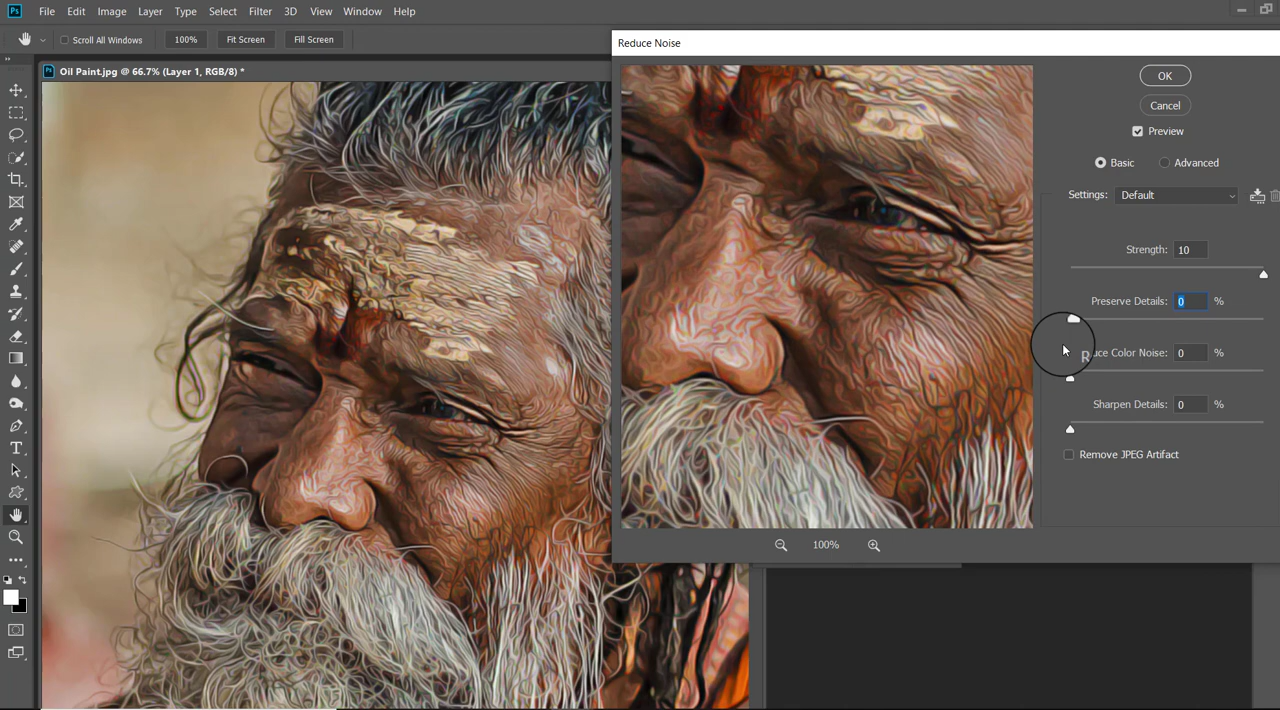 Ps File Edit Image Layer Type Select Filter 3D View Window Help
Scroll All Windows 100% Fit Screen Fill Screen
Reduce Noise
Ps Oil Paint.jpg @ 66.7% (Layer 1, RGB/8) *
OK
Cancel
Preview
Basic Advanced
Settings: Default
Strength: 10
Preserve Details: 0 %
R uce Color Noise: 0 %
Sharpen Details: 0 %
Remove JPEG Artifact
100%